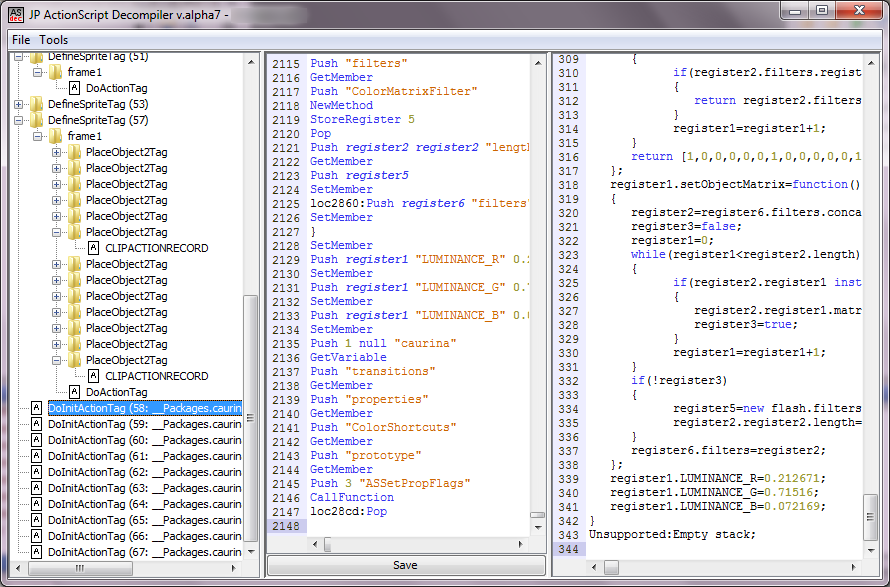 JP ActionScript Decompiler v.alpha7 -
File Tools
DefineSpriteTag (51)
frame1
DoActionTag
DefineSpriteTag (53)
DefineSpriteTag (57)
frame1
PlaceObject2Tag
PlaceObject2Tag
PlaceObject2Tag
PlaceObject2Tag
PlaceObject2Tag
PlaceObject2Tag
CLIPACTIONRECORD
PlaceObject2Tag
PlaceObject2Tag
PlaceObject2Tag
PlaceObject2Tag
PlaceObject2Tag
PlaceObject2Tag
PlaceObject2Tag
CLIPACTIONRECORD
DoActionTag
DoInitActionTag (58: __Packages.caurin
DoInitActionTag (59: __Packages.caurin
DoInitActionTag (60: __Packages.caurin
DoInitActionTag (61: __Packages.caurin
DoInitActionTag (62: __Packages.caurin
DoInitActionTag (63: __Packages.caurin
DoInitActionTag (64: __Packages.caurin
DoInitActionTag (65: __Packages.caurin
DoInitActionTag (66: __Packages.caurin
DoInitActionTag (67: __Packages.caurin
2115 Push "filters"
2116 GetMember
2117 Push "ColorMatrixFilter"
2118 NewMethod
2119 StoreRegister 5
2120 Pop
2121 Push register2 register2 "length
2122 GetMember
2123 Push register5
2124 SetMember
2125 loc2860:Push register6 "filters"
2126 SetMember
2127 }
2128 SetMember
2129 Push register1 "LUMINANCE_R" 0.
2130 SetMember
2131 Push register1 "LUMINANCE_G" 0.
2132 SetMember
2133 Push register1 "LUMINANCE_B" 0.
2134 SetMember
2135 Push 1 null "caurina"
2136 GetVariable
2137 Push "transitions"
2138 GetMember
2139 Push "properties"
2140 GetMember
2141 Push "ColorShortcuts"
2142 GetMember
2143 Push "prototype"
2144 GetMember
2145 Push 3 "ASSetPropFlags"
2146 CallFunction
2147 loc28cd:Pop
2148
Save
309 {
310 if(register2.filters.regist
311 {
312 return register2.filters
313 }
314 register1=register1+1;
315 }
316 return [1,0,0,0,0,0,1,0,0,0,0,0,1
317 };
318 register1.setObjectMatrix=function()
319 {
320 register2=register6.filters.conca
321 register3=false;
322 register1=0;
323 while(register1<register2.length)
324 {
325 if(register2.register1 inst
326 {
327 register2.register1.matr
328 register3=true;
329 }
330 register1=register1+1;
331 }
332 if(!register3)
333 {
334 register5=new flash.filters
335 register2.register2.length=
336 }
337 register6.filters=register2;
338 };
339 register1.LUMINANCE_R=0.212671;
340 register1.LUMINANCE_G=0.71516;
341 register1.LUMINANCE_B=0.072169;
342 }
343 Unsupported:Empty stack;
344